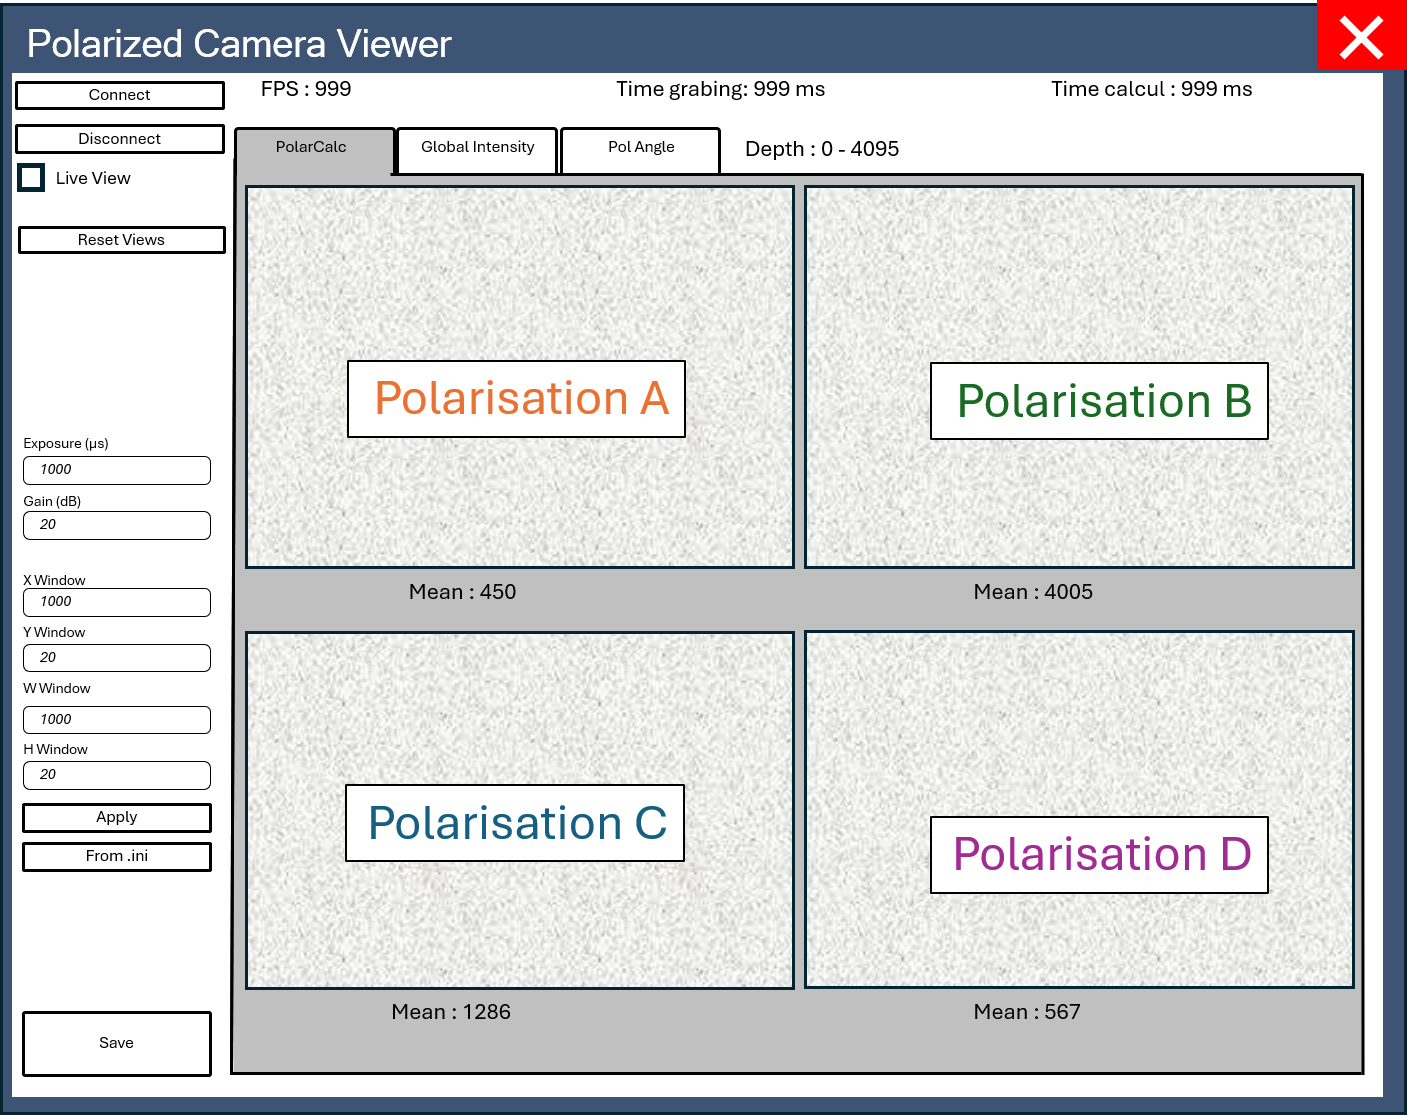 Polarized Camera Viewer
Connect
FPS : 999
Time grabing: 999 ms
Time calcul : 999 ms
Disconnect
PolarCalc
Global Intensity
Pol Angle
Depth : 0 - 4095
Live View
Reset Views
Polarisation A
Polarisation B
Exposure (µs)
1000
Gain (dB)
20
X Window
1000
Y Window
20
W Window
1000
H Window
20
Apply
From .ini
Save
Mean : 450
Mean : 4005
Polarisation C
Polarisation D
Mean : 1286
Mean : 567